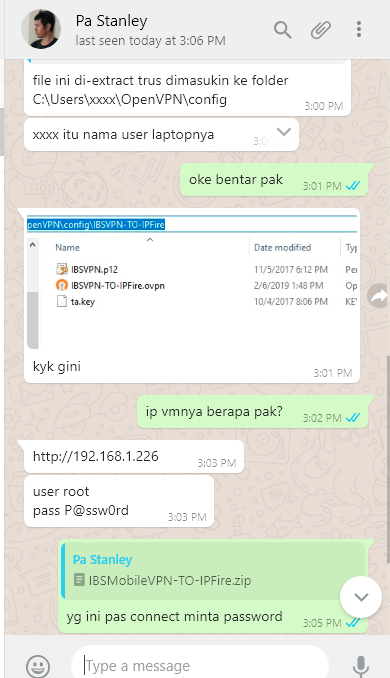 Pa Stanley
last seen today at 3:06 PM
file ini di-extract trus dimasukin ke folder
C:\Users\xxxx\OpenVPN\config
3:00 PM
xxxx itu nama user laptopnya
oke bentar pak
3:01 PM
penVPN\config\IBSVPN-TO-IPFire
Name Date modified Ty
IBSVPN.p12 11/5/2017 6:12 PM Pe
IBSVPN-TO-IPFire.ovpn 2/6/2019 1:48 PM Op
ta.key 10/4/2017 8:06 PM KE
kyk gini
3:01 PM
ip vmnya berapa pak?
3:02 PM
http://192.168.1.226
3:03 PM
user root
pass P@ssw0rd
3:03 PM
Pa Stanley
IBSMobileVPN-TO-IPFire.zip
yg ini pas connect minta password
3:05 PM
Type a message